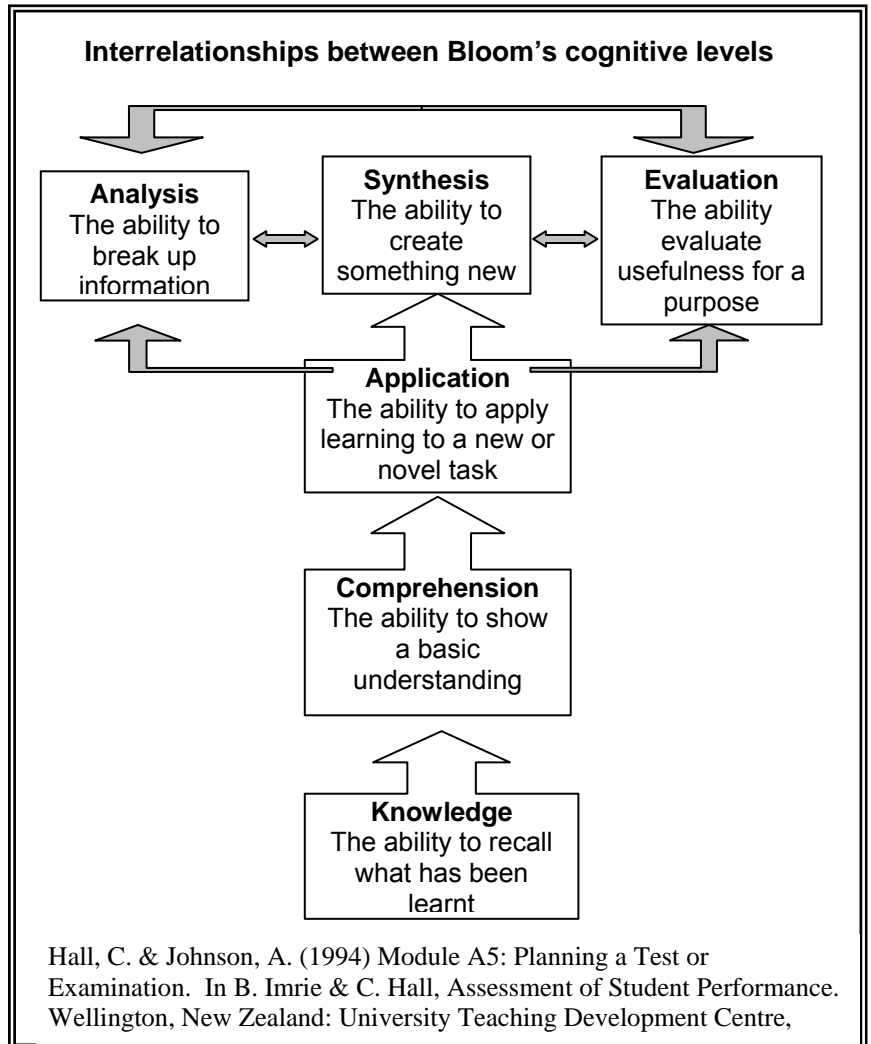 Interrelationships between Bloom’s cognitive levels
Analysis
The ability to
break up
information
Synthesis
The ability to
create
something new
Evaluation
The ability
evaluate
usefulness for a
purpose
Application
The ability to apply
learning to a new or
novel task
Comprehension
The ability to show
a basic
understanding
Knowledge
The ability to recall
what has been
learnt
Hall, C. & Johnson, A. (1994) Module A5: Planning a Test or
Examination.  In B. Imrie & C. Hall, Assessment of Student Performance.
Wellington, New Zealand: University Teaching Development Centre,